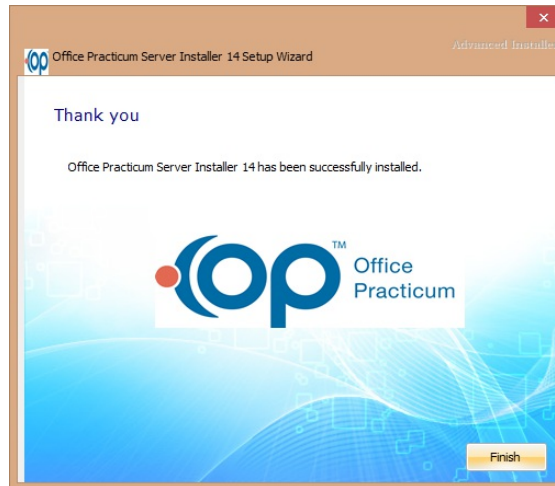 Office Practicum Server Installer 14 Setup Wizard
Advanced Installe
Thank you
Office Practicum Server Installer 14 has been successfully installed.
op™
Office
Practicum
Finish